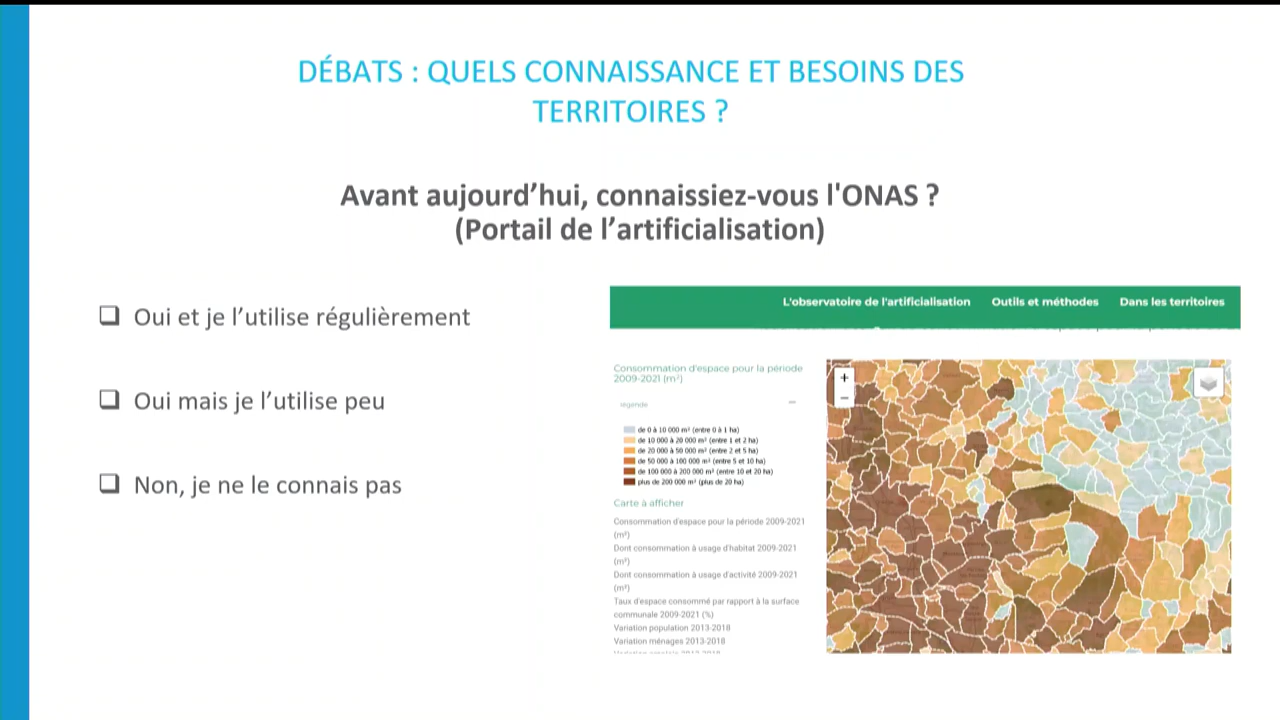 DÉBATS : QUELS CONNAISSANCE ET BESOINS DES
TERRITOIRES ?
Avant aujourd’hui, connaissiez-vous l'ONAS ?
(Portail de l’artificialisation)
Oui et je l’utilise régulièrement
Oui mais je l’utilise peu
Non, je ne le connais pas
L'observatoire de l'artificialisation Outils et méthodes Dans les territoires
Consommation d'espace pour la période
2009-2021 (m²)
légende
de 0 à 10 000 m² (entre 0 à 1 ha)
de 10 000 à 20 000 m² (entre 1 et 2 ha)
de 20 000 à 50 000 m² (entre 2 et 5 ha)
de 50 000 à 100 000 m² (entre 5 et 10 ha)
de 100 000 à 200 000 m² (entre 10 et 20 ha)
plus de 200 000 m² (plus de 20 ha)
Carte à afficher
Consommation d'espace pour la période 2009-2021
(m²)
Dont consommation à usage d'habitat 2009-2021
(m²)
Dont consommation à usage d'activité 2009-2021
(m²)
Taux d'espace consommé par rapport à la surface
communale 2009-2021 (%)
Variation population 2013-2018
Variation ménages 2013-2018
+
−